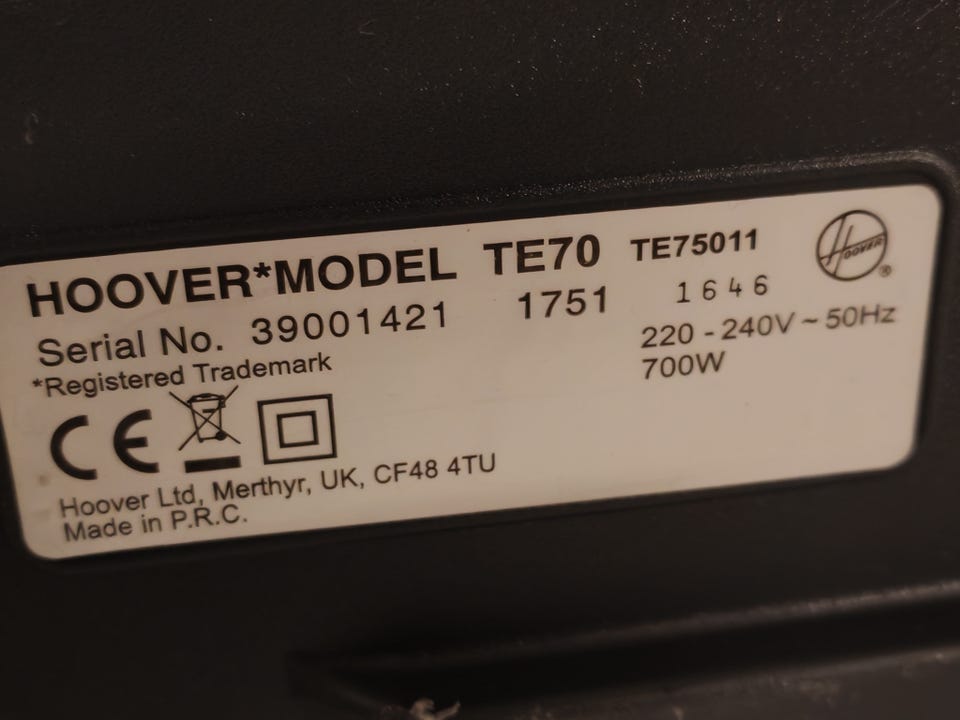 HOOVER*MODEL TE70 TE75011
Serial No. 39001421 1751 1646
*Registered Trademark
220 - 240V ~ 50Hz
700W
CE
Hoover Ltd, Merthyr, UK, CF48 4TU
Made in P.R.C.
HOOVER®